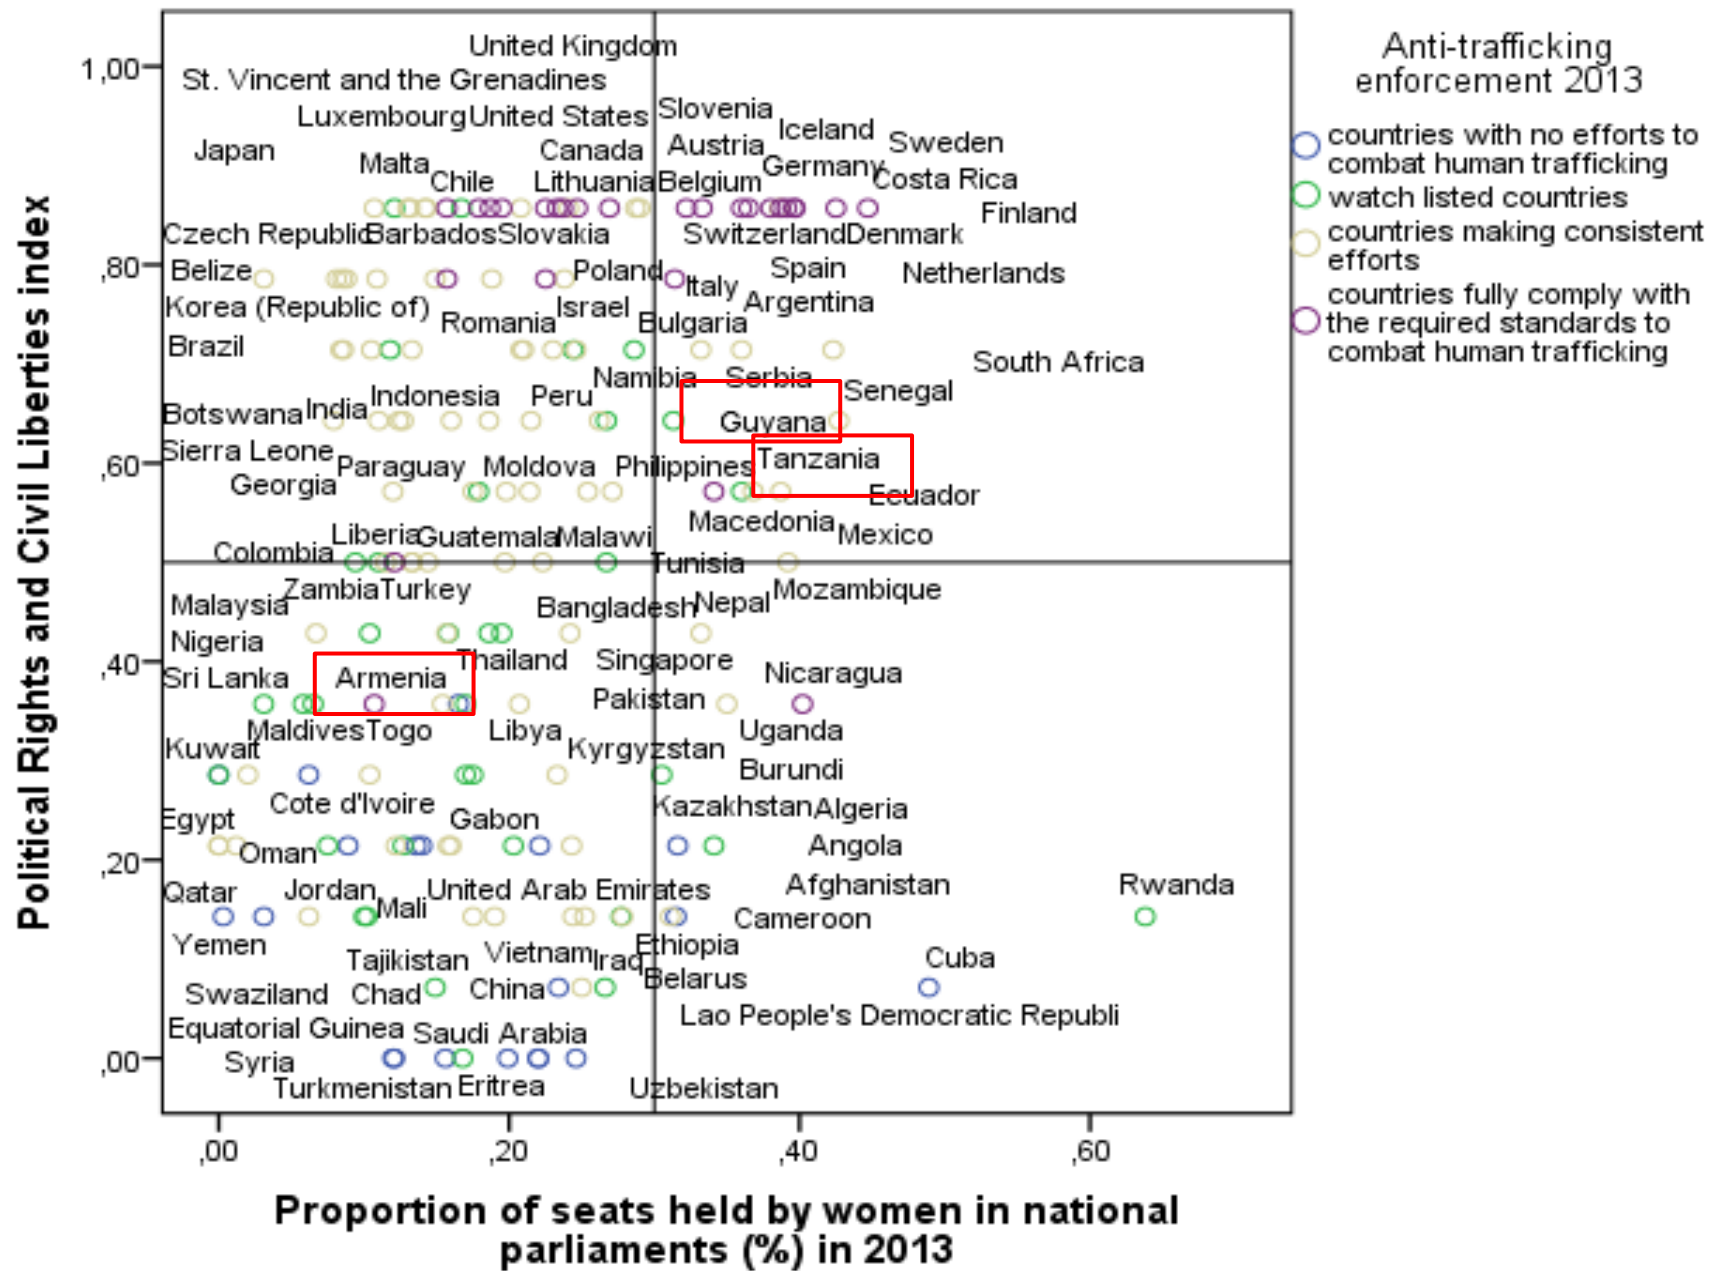 United Kingdom
1,00
St. Vincent and the Grenadines
Luxembourg United States
Slovenia
Iceland
Sweden
Japan
Malta
Canada
Austria
Germany
Chile
Lithuania
Belgium
Costa Rica
Finland
Czech Republic
Barbados
Slovakia
Switzerland
Denmark
,80
Belize
Poland
Italy
Spain
Netherlands
Korea (Republic of)
Israel
Argentina
Romania
Bulgaria
Brazil
South Africa
Namibia
Serbia
Senegal
Botswana
India
Indonesia
Peru
Guyana
Sierra Leone
,60
Paraguay
Moldova
Philippines
Tanzania
Georgia
Ecuador
Macedonia
Mexico
Colombia
Liberia
Guatemala
Malawi
Tunisia
Malaysia
Zambia
Turkey
Bangladesh
Nepal
Mozambique
Nigeria
,40
Thailand
Singapore
Sri Lanka
Armenia
Pakistan
Nicaragua
Maldives
Togo
Libya
Uganda
Kuwait
Kyrgyzstan
Burundi
Cote d'Ivoire
Kazakhstan
Algeria
Egypt
Gabon
,20
Oman
Angola
Qatar
Jordan
Mali
United Arab Emirates
Afghanistan
Rwanda
Cameroon
Yemen
Tajikistan
Vietnam
Iraq
Ethiopia
Cuba
Swaziland
Chad
China
Belarus
Lao People's Democratic Republi
Equatorial Guinea
Saudi Arabia
,00
Syria
Turkmenistan
Eritrea
Uzbekistan
,00
,20
,40
,60
Political Rights and Civil Liberties index
Proportion of seats held by women in national
parliaments (%) in 2013
Anti-trafficking
enforcement 2013
countries with no efforts to
combat human trafficking
watch listed countries
countries making consistent
efforts
countries fully comply with
the required standards to
combat human trafficking